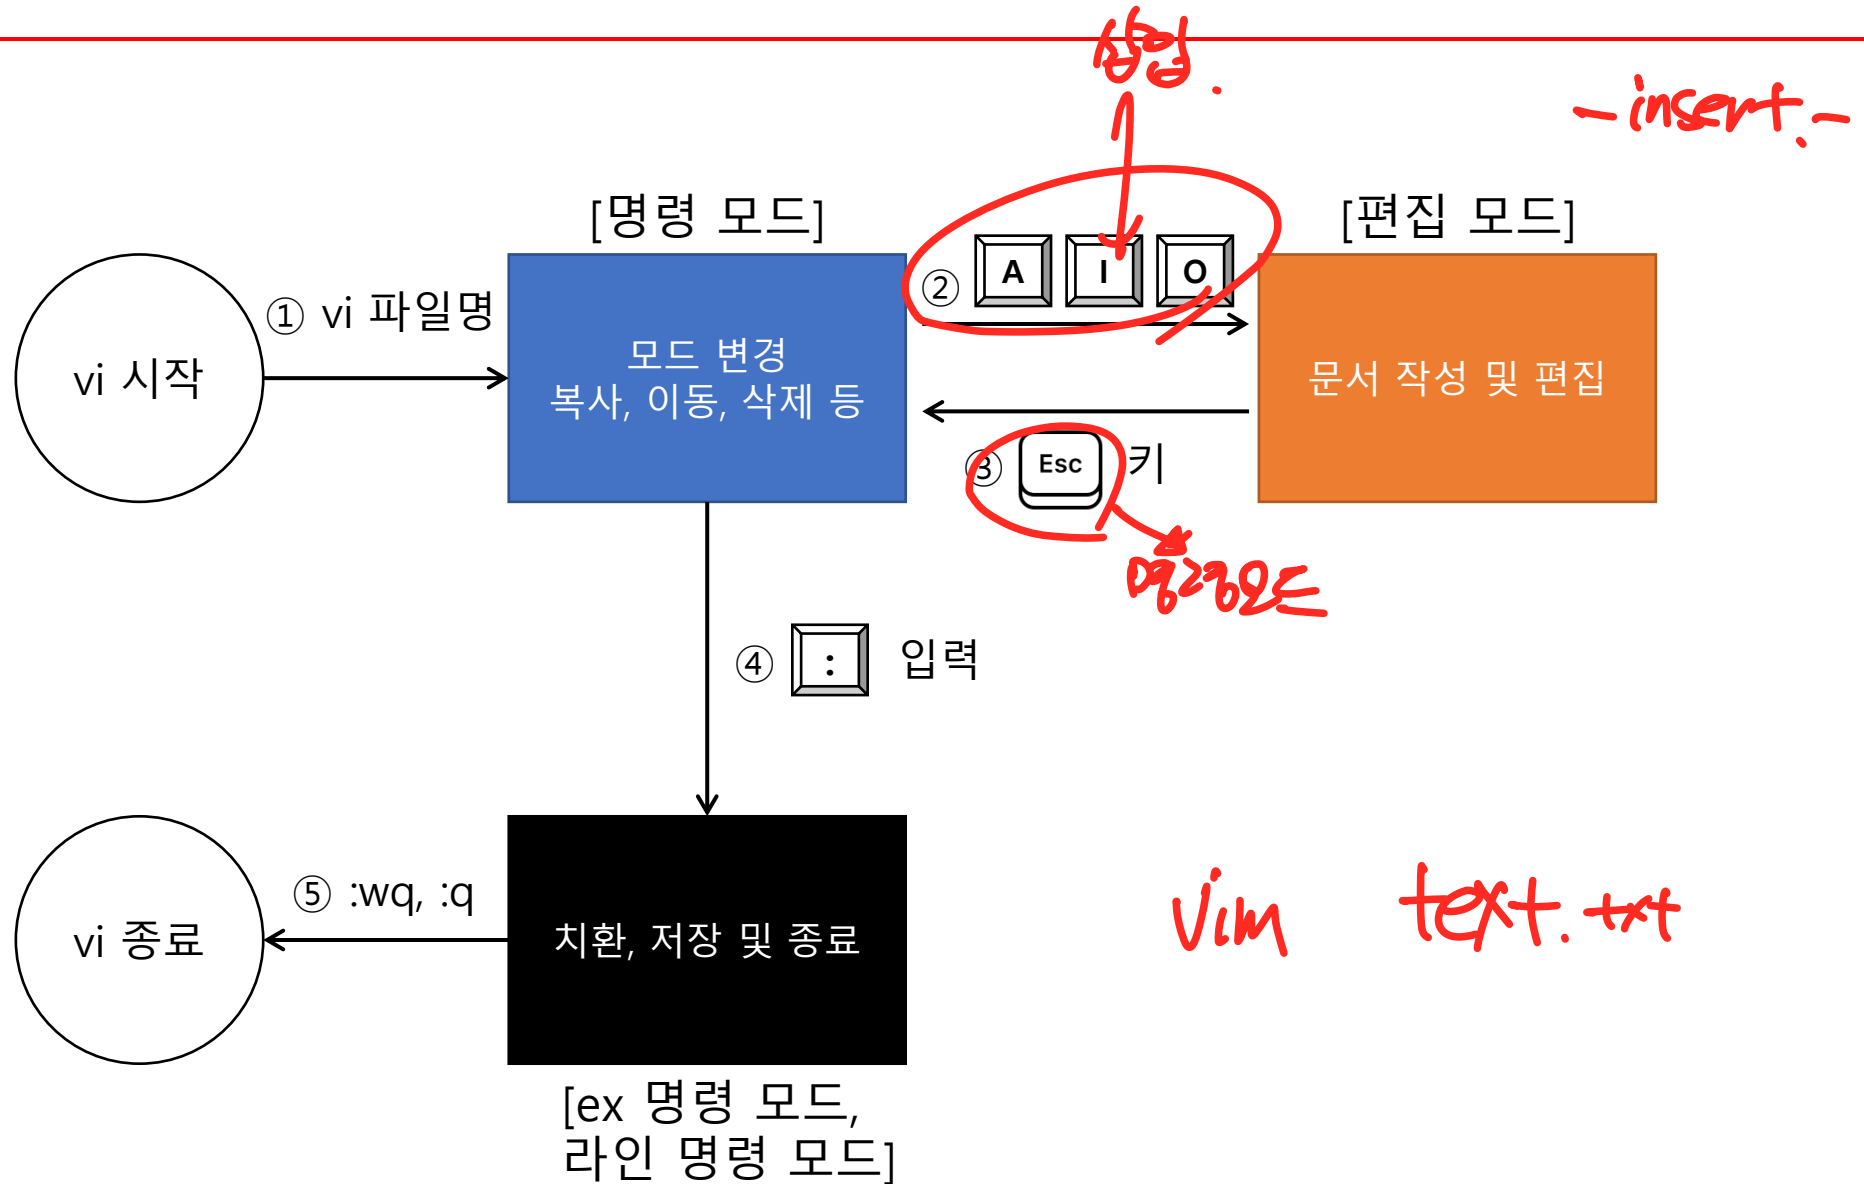 삽입.
-insert.-
[명령 모드]
[편집 모드]
② A I O
① vi 파일명
vi 시작
모드 변경
복사, 이동, 삭제 등
문서 작성 및 편집
③ Esc 키
명령모드
④ : 입력
⑤ :wq, :q
vi 종료
치환, 저장 및 종료
vim text.txt
[ex 명령 모드,
라인 명령 모드]